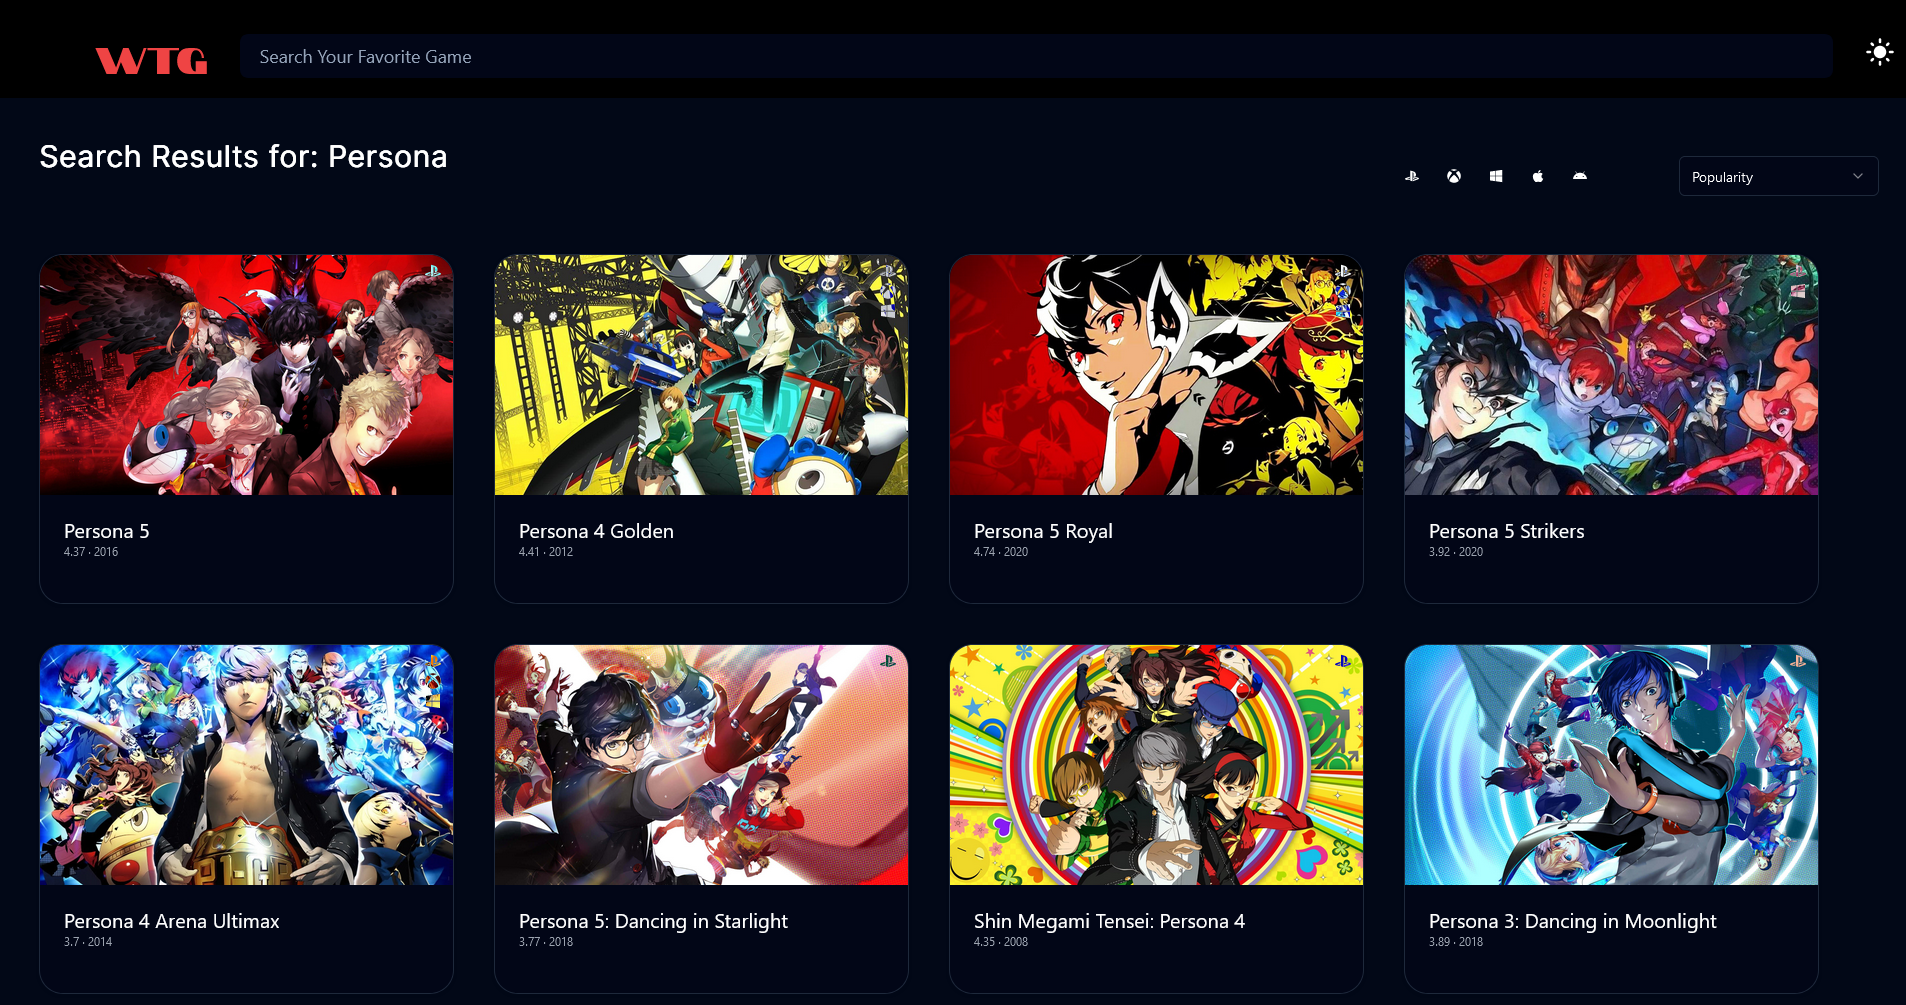 WTG
Search Your Favorite Game
Search Results for: Persona
Popularity
Persona 5
4.37 · 2016
Persona 4 Golden
4.41 · 2012
Persona 5 Royal
4.74 · 2020
Persona 5 Strikers
3.92 · 2020
Persona 4 Arena Ultimax
3.7 · 2014
Persona 5: Dancing in Starlight
3.77 · 2018
Shin Megami Tensei: Persona 4
4.35 · 2008
Persona 3: Dancing in Moonlight
3.89 · 2018